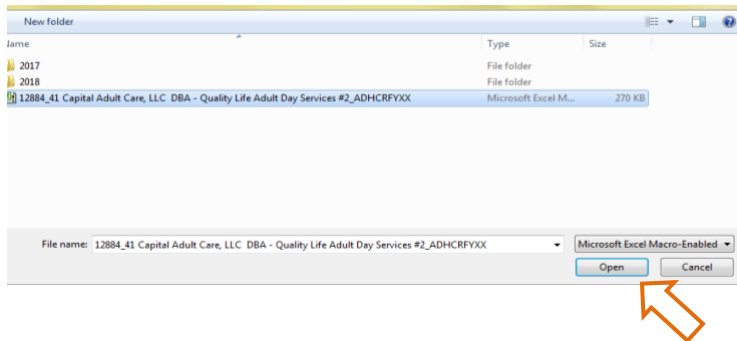 New folder
Name Type Size
2017 File folder
2018 File folder
12884_41 Capital Adult Care, LLC DBA - Quality Life Adult Day Services #2_ADHCRFYXX Microsoft Excel M... 270 KB
File name: 12884_41 Capital Adult Care, LLC DBA - Quality Life Adult Day Services #2_ADHCRFYXX Microsoft Excel Macro-Enabled
Open Cancel